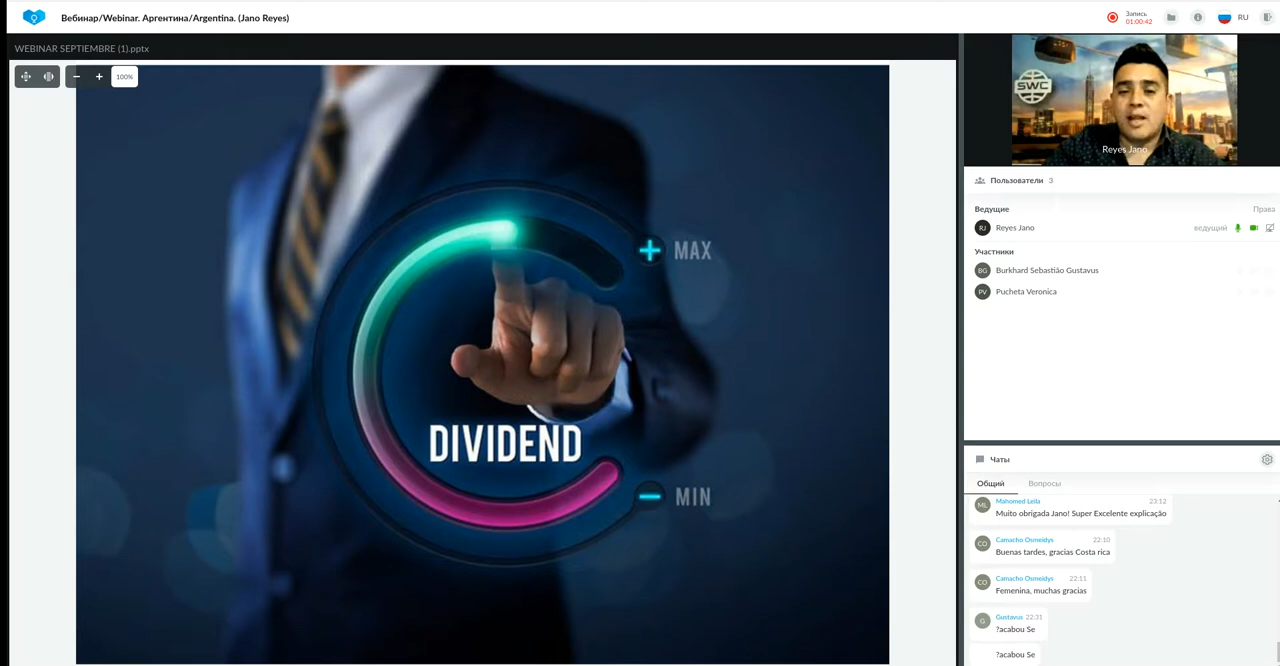 Вебинар/Webinar. Аргентина/Argentina. (Jano Reyes)
Запись
01:00:42
RU
WEBINAR SEPTIEMBRE (1).pptx
100%
MAX
DIVIDEND
MIN
SWC
Reyes Jano
Пользователи 3
Ведущие Права
RJ Reyes Jano ведущий
Участники
BG Burkhard Sebastião Gustavus
PV Pucheta Veronica
Чаты
Общий Вопросы
ML Mahomed Leila 23:12
Muito obrigada Jano! Super Excelente explicação
CO Camacho Osmeidys 22:10
Buenas tardes, gracias Costa rica
CO Camacho Osmeidys 22:11
Femenina, muchas gracias
G Gustavus 22:31
?acabou Se
?acabou Se